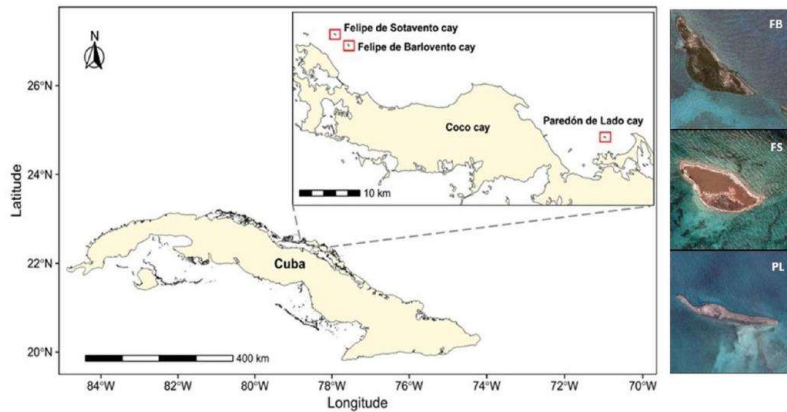 N
Felipe de Sotavento cay
Felipe de Barlovento cay
Coco cay
Paredón de Lado cay
10 km
26°N
24°N
22°N
20°N
Latitude
Cuba
400 km
84°W
82°W
80°W
78°W
76°W
74°W
72°W
70°W
Longitude
FB
FS
PL